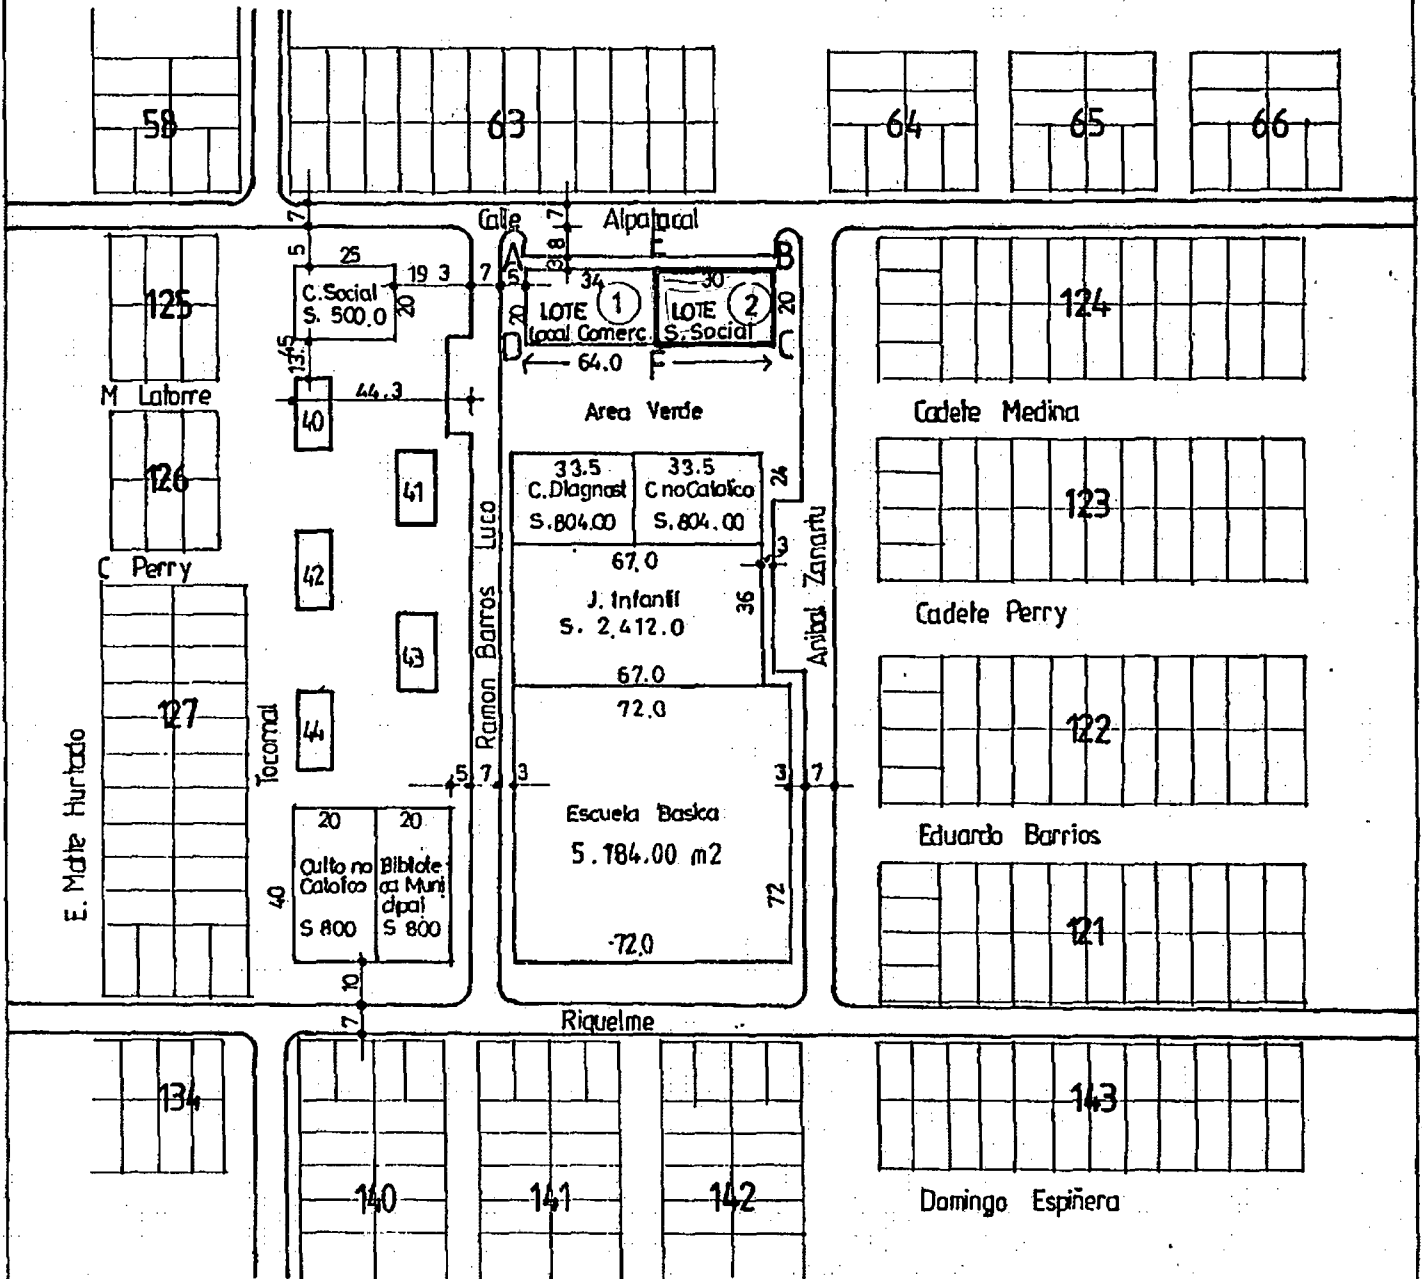 58
63
64
65
66
7
Calle
7
Alpatacal
5
25
19 3
7
5
8
3
A
E
B
C.Social
S. 500.0
20
34
30
20
LOTE 1
Local Comerc.
LOTE 2
S. Social
20
D
E
C
64.0
125
124
13.45
M Latorre
44.3
40
Area Verde
Cadete Medina
126
41
33.5
C.Diagnost
S.804.00
33.5
C noCatolico
S.804.00
24
123
C Perry
42
67.0
3
J. Infantil
S. 2,412.0
36
67.0
Ramon Barros Luco
Anibal Zanartu
Cadete Perry
43
127
44
72.0
122
Tocornal
E. Matte Hurtado
5 7 3
3 7
Escuela Basica
5.184.00 m2
72
72.0
Eduardo Barrios
20
20
Culto no
Catolico
S 800
Bibliote
ca Muni
cipal
S 800
40
121
10
7
Riquelme
134
140
141
142
143
Domingo Espiñera